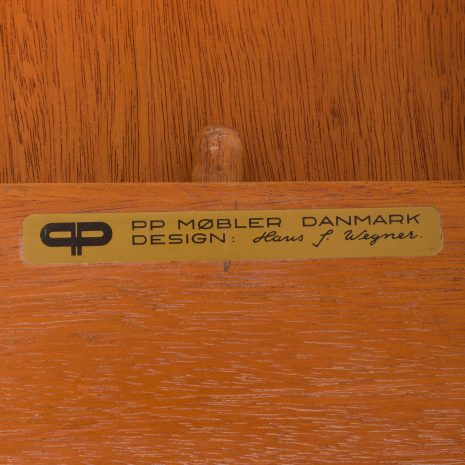 PP MØBLER DANMARK
DESIGN: Hans J. Wegner.